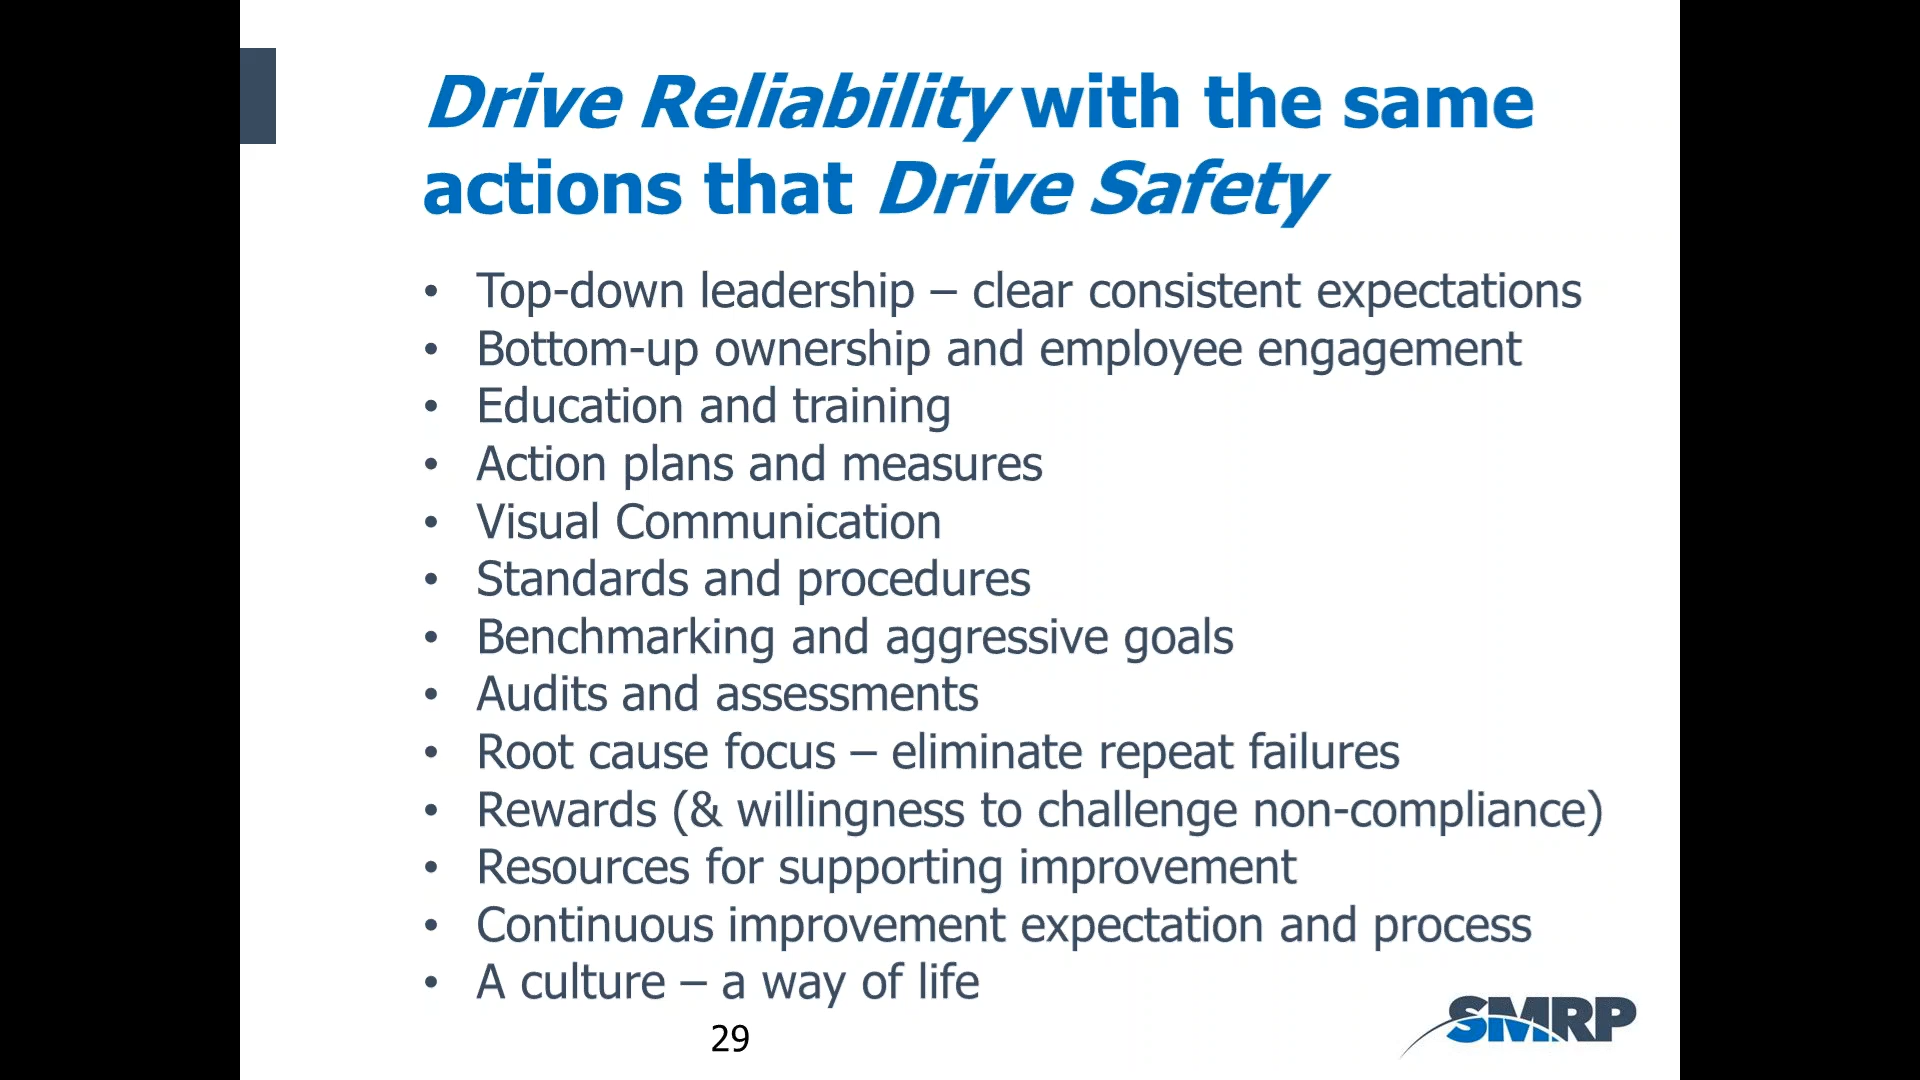 Drive Reliability with the same
actions that Drive Safety
• Top-down leadership – clear consistent expectations
• Bottom-up ownership and employee engagement
• Education and training
• Action plans and measures
• Visual Communication
• Standards and procedures
• Benchmarking and aggressive goals
• Audits and assessments
• Root cause focus – eliminate repeat failures
• Rewards (& willingness to challenge non-compliance)
• Resources for supporting improvement
• Continuous improvement expectation and process
• A culture – a way of life
29
SMRP